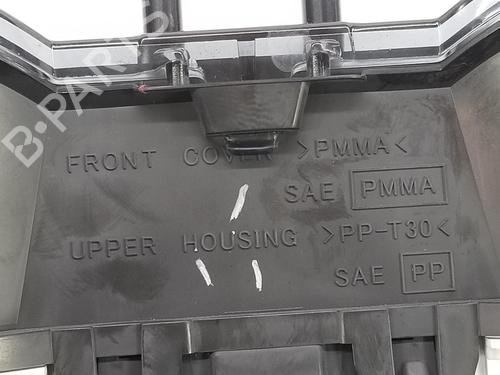 B-PARTS
FRONT COVER >PMMA<
SAE PMMA
UPPER HOUSING >PP-T30<
SAE PP